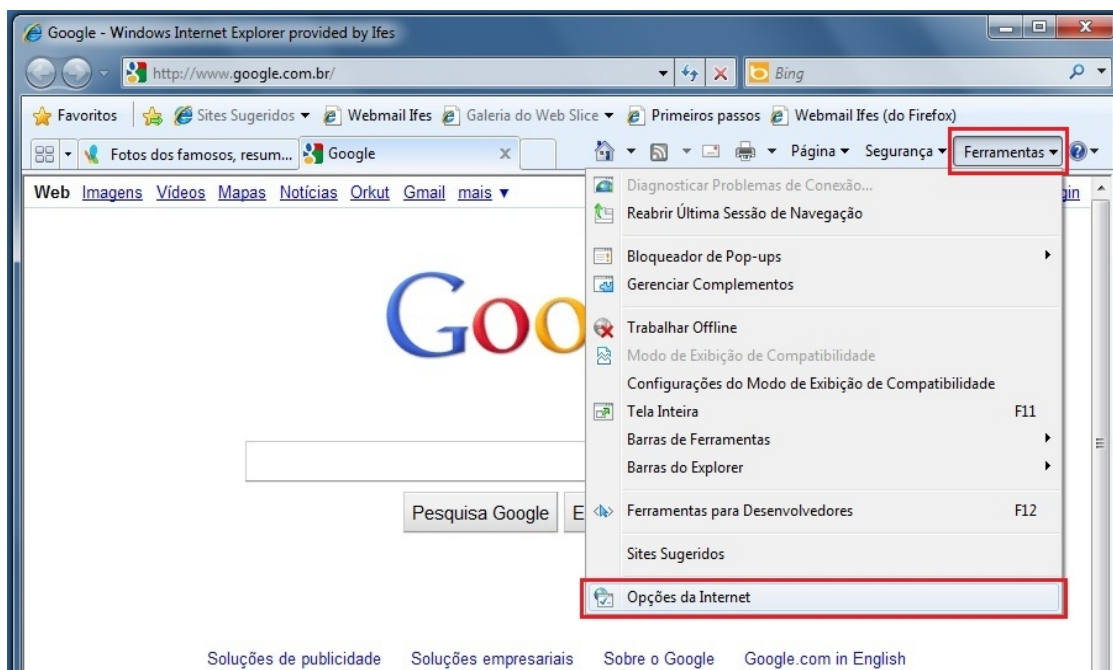 Google - Windows Internet Explorer provided by Ifes
http://www.google.com.br/
Bing
Favoritos Sites Sugeridos Webmail Ifes Galeria do Web Slice Primeiros passos Webmail Ifes (do Firefox)
Fotos dos famosos, resum... Google x Página Segurança Ferramentas
Web Imagens Vídeos Mapas Notícias Orkut Gmail mais
Diagnosticar Problemas de Conexão...
Reabrir Última Sessão de Navegação
Bloqueador de Pop-ups
Gerenciar Complementos
Trabalhar Offline
Modo de Exibição de Compatibilidade
Configurações do Modo de Exibição de Compatibilidade
Tela Inteira F11
Barras de Ferramentas
Barras do Explorer
Ferramentas para Desenvolvedores F12
Sites Sugeridos
Opções da Internet
Goo
Pesquisa Google E
Soluções de publicidade Soluções empresariais Sobre o Google Google.com in English